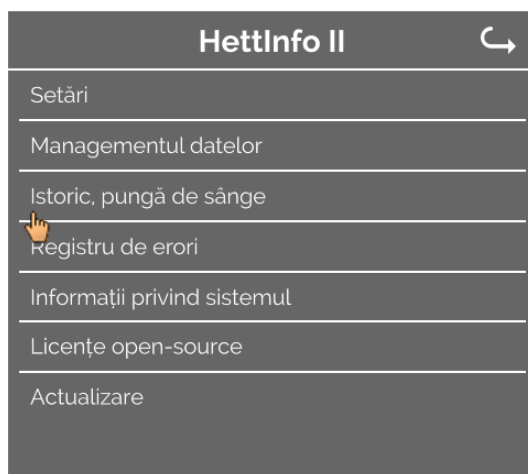 HettInfo II
Setări
Managementul datelor
Istoric, pungă de sânge
Registru de erori
Informații privind sistemul
Licențe open-source
Actualizare